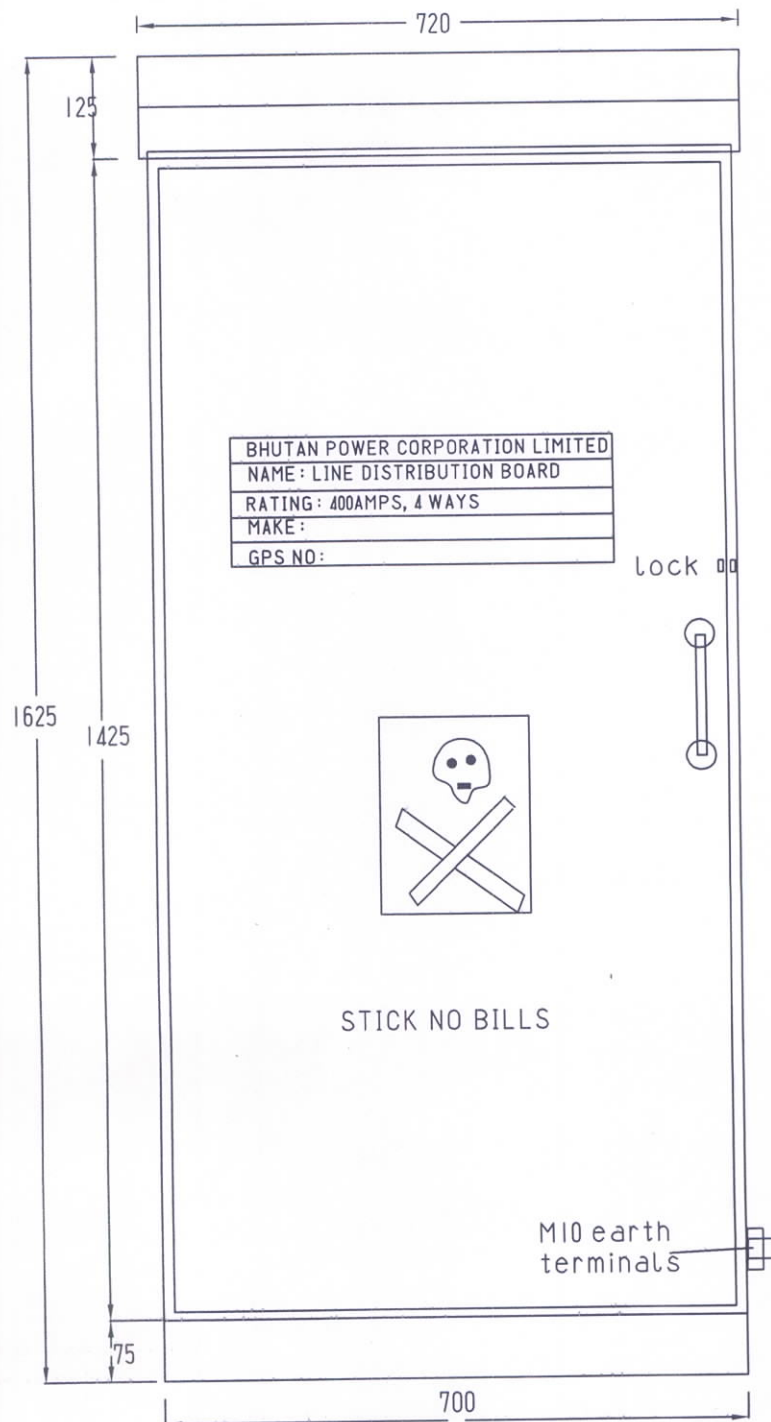 720
125
BHUTAN POWER CORPORATION LIMITED
NAME: LINE DISTRIBUTION BOARD
RATING: 400AMPS, 4 WAYS
MAKE:
GPS NO:
lock
1625
1425
STICK NO BILLS
M10 earth
terminals
75
700